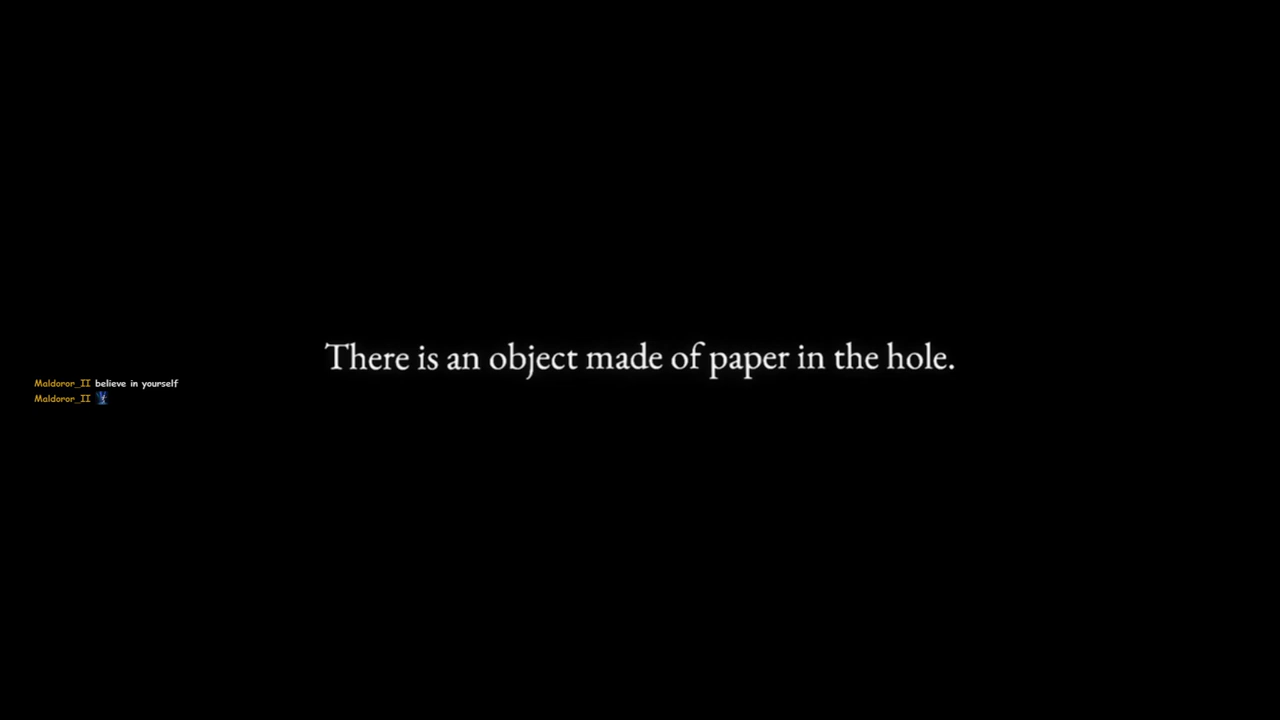 There is an object made of paper in the hole.
Maldoror_II believe in yourself
Maldoror_II